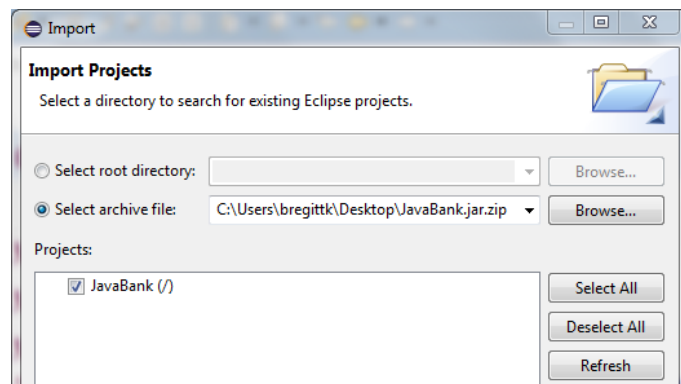 Import
Import Projects
Select a directory to search for existing Eclipse projects.
Select root directory:
Browse...
Select archive file:
C:\Users\bregittk\Desktop\JavaBank.jar.zip
Browse...
Projects:
JavaBank (/)
Select All
Deselect All
Refresh